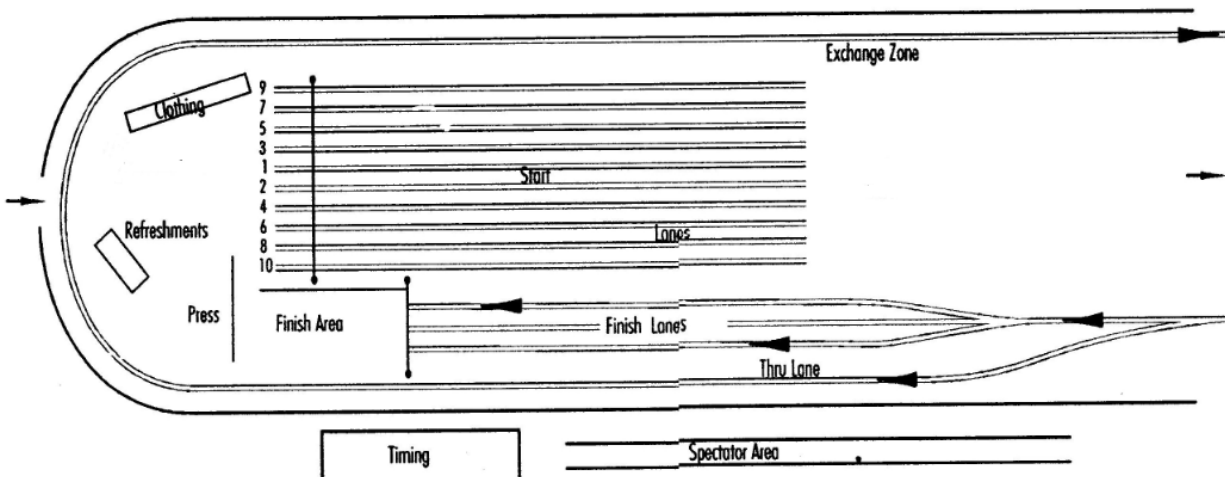 Exchange Zone
Clothing
9
7
5
3
1
Start
2
4
6
Refreshments
Lanes
8
10
Press
Finish Area
Finish Lanes
Thru Lane
Timing
Spectator Area